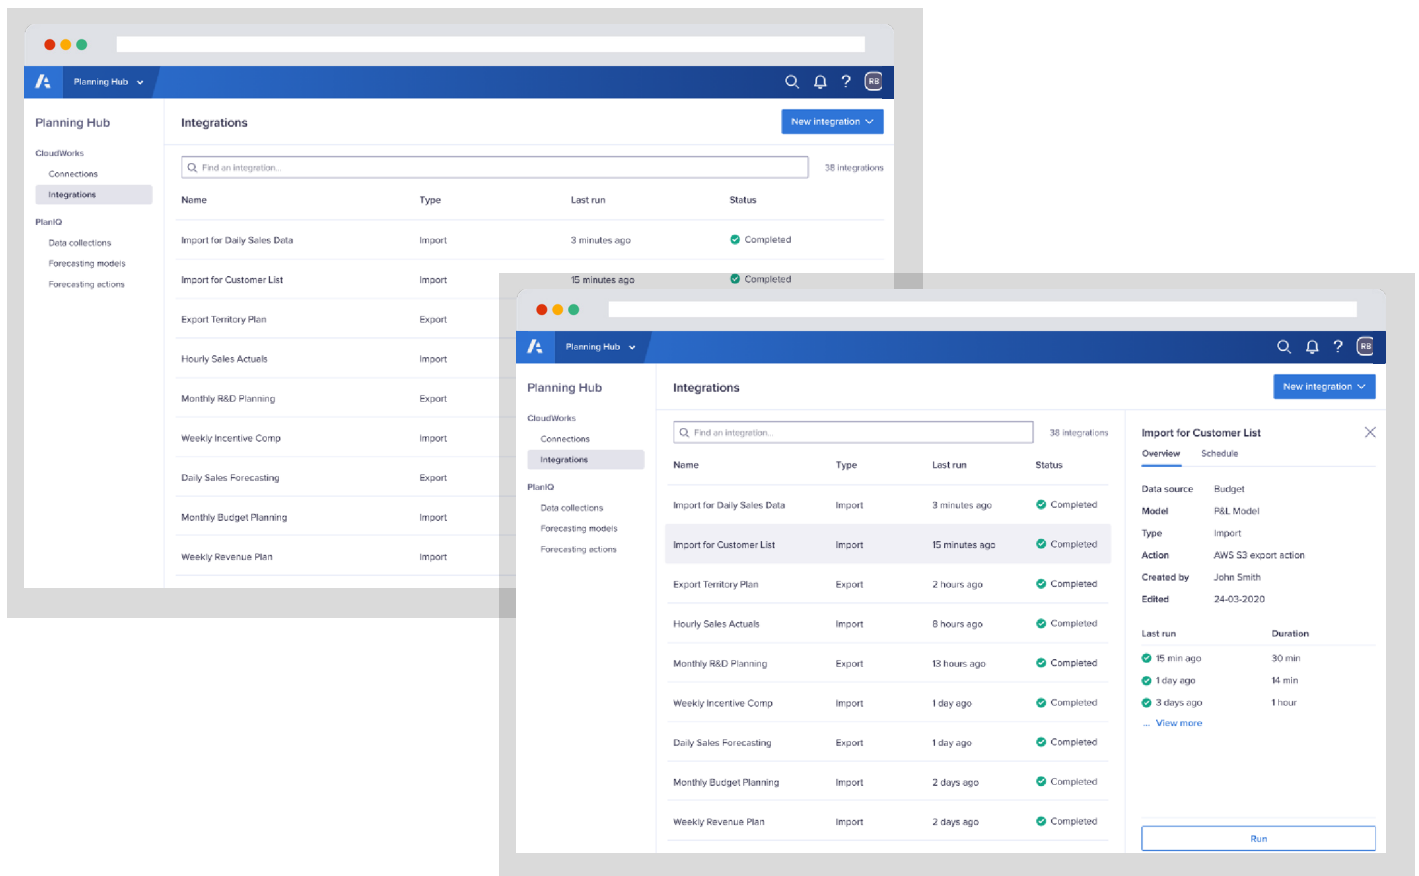 Planning Hub
RB
Planning Hub
Integrations
New integration
CloudWorks
Connections
Integrations
PlanIQ
Data collections
Forecasting models
Forecasting actions
Find an integration...
38 integrations
Name Type Last run Status
Import for Daily Sales Data Import 3 minutes ago Completed
Import for Customer List Import 15 minutes ago Completed
Export Territory Plan Export
Hourly Sales Actuals Import
Monthly R&D Planning Export
Weekly Incentive Comp Import
Daily Sales Forecasting Export
Monthly Budget Planning Import
Weekly Revenue Plan Import
Planning Hub
RB
Planning Hub
Integrations
New integration
CloudWorks
Connections
Integrations
PlanIQ
Data collections
Forecasting models
Forecasting actions
Find an integration...
38 integrations
Name Type Last run Status
Import for Daily Sales Data Import 3 minutes ago Completed
Import for Customer List Import 15 minutes ago Completed
Export Territory Plan Export 2 hours ago Completed
Hourly Sales Actuals Import 8 hours ago Completed
Monthly R&D Planning Export 13 hours ago Completed
Weekly Incentive Comp Import 1 day ago Completed
Daily Sales Forecasting Export 1 day ago Completed
Monthly Budget Planning Import 2 days ago Completed
Weekly Revenue Plan Import 2 days ago Completed
Import for Customer List
Overview Schedule
Data source Budget
Model P&L Model
Type Import
Action AWS S3 export action
Created by John Smith
Edited 24-03-2020
Last run Duration
15 min ago 30 min
1 day ago 14 min
3 days ago 1 hour
... View more
Run